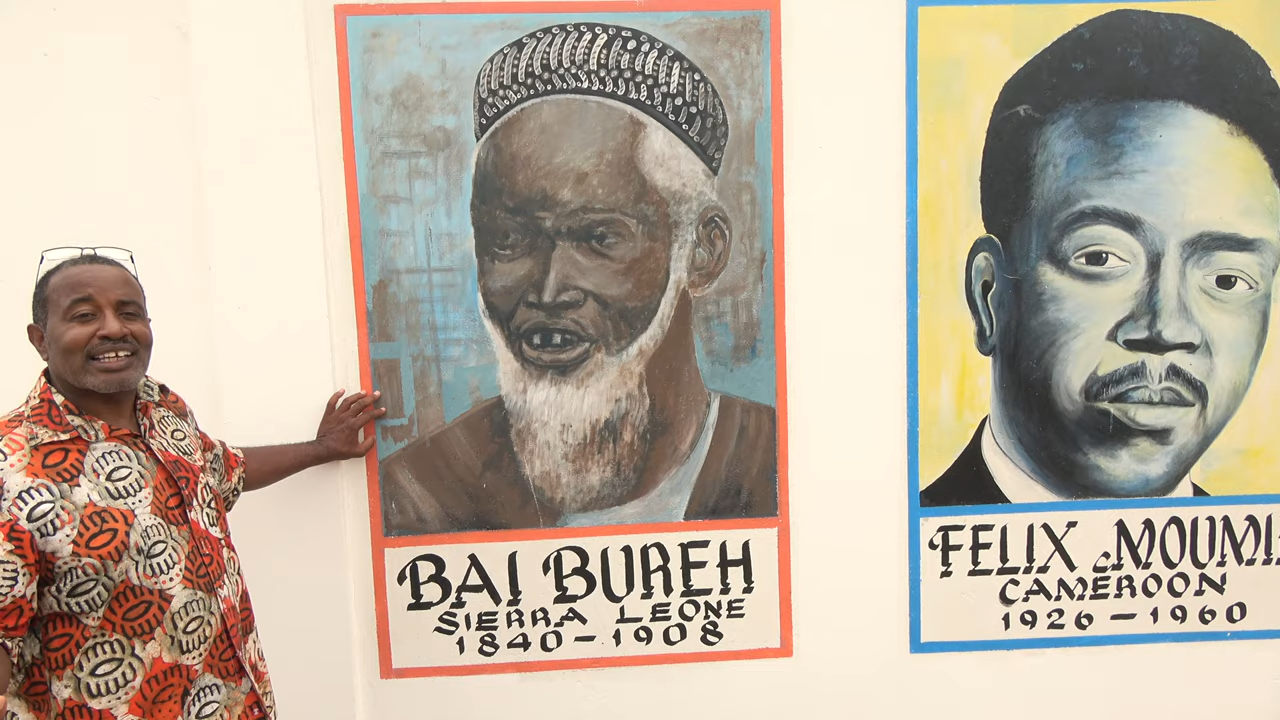 BAI BUREH
SIERRA LEONE
1840-1908
FELIX MOUMI
CAMEROON
1926-1960